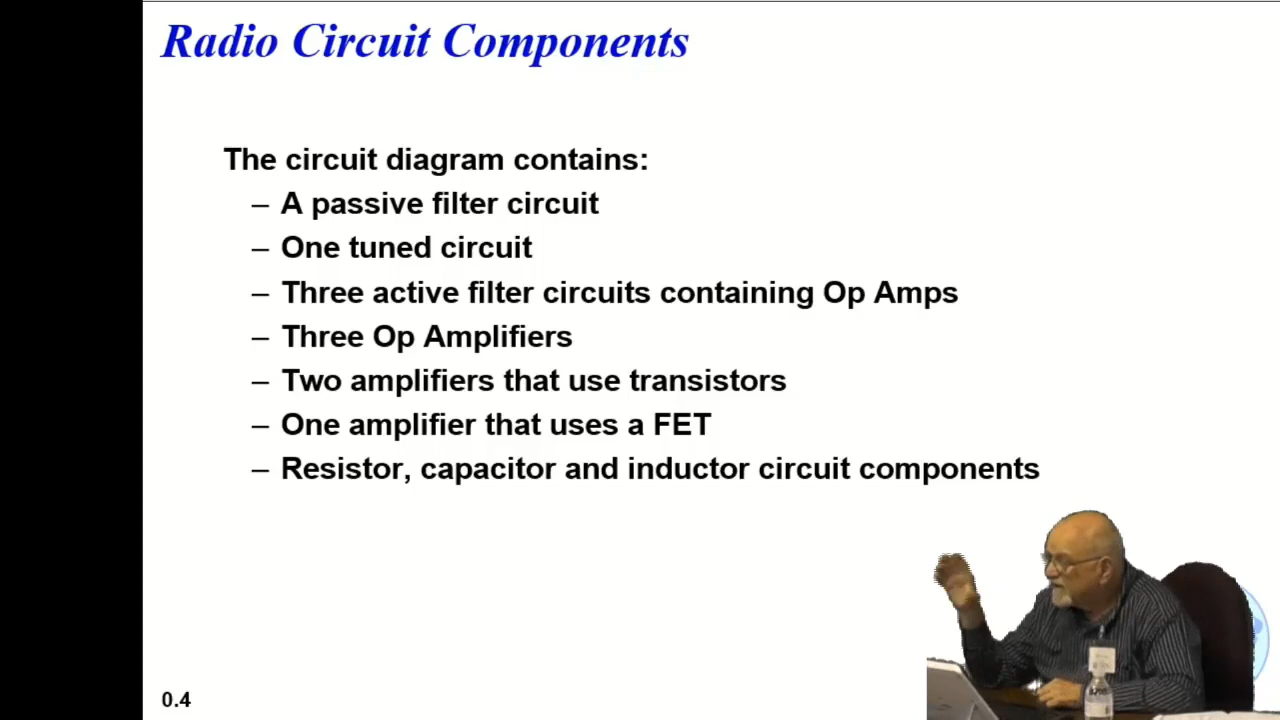 Radio Circuit Components
The circuit diagram contains:
– A passive filter circuit
– One tuned circuit
– Three active filter circuits containing Op Amps
– Three Op Amplifiers
– Two amplifiers that use transistors
– One amplifier that uses a FET
– Resistor, capacitor and inductor circuit components
0.4